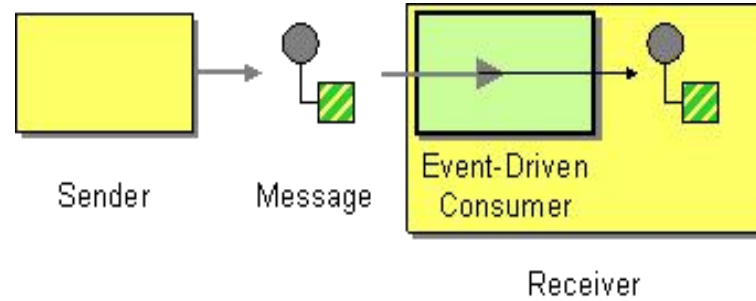 Sender
Message
Event-Driven
Consumer
Receiver